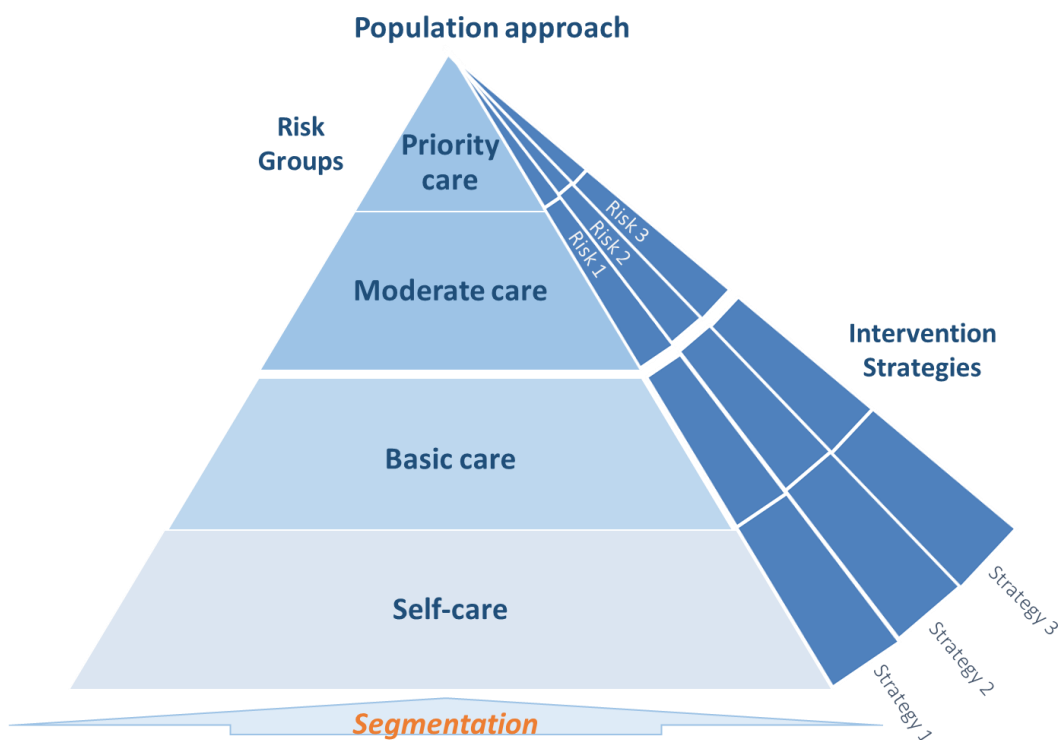 Population approach
Risk
Groups
Priority
care
Risk 3
Risk 2
Risk 1
Moderate care
Intervention
Strategies
Basic care
Self-care
Strategy 3
Strategy 2
Strategy 1
Segmentation